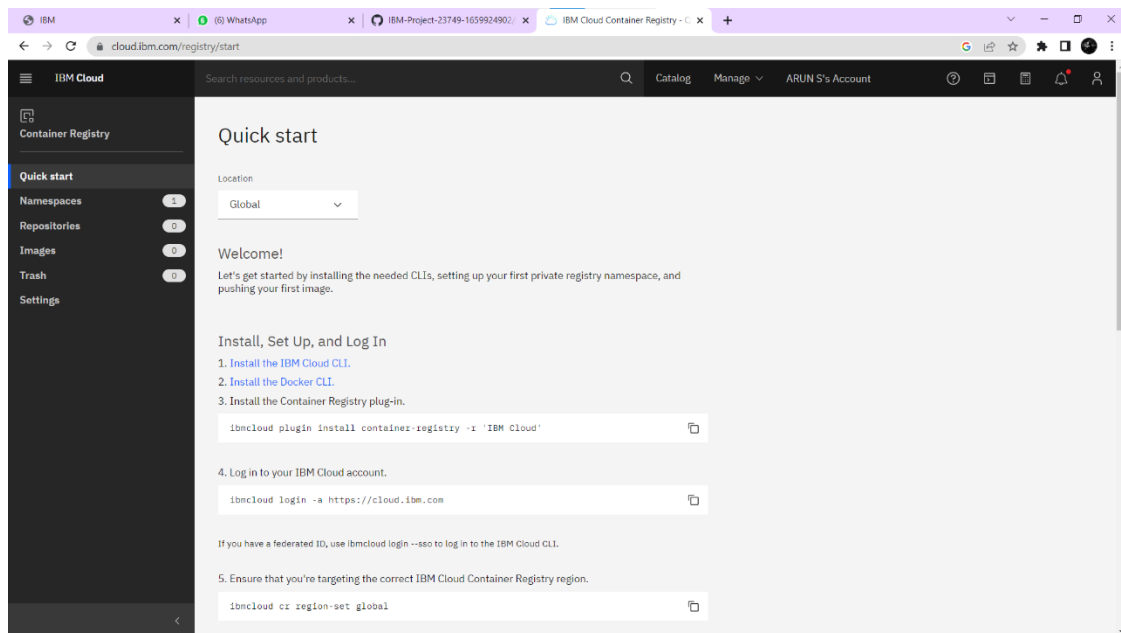 IBM
(6) WhatsApp
IBM-Project-23749-1659924902/
IBM Cloud Container Registry - C
cloud.ibm.com/registry/start
IBM Cloud
Search resources and products...
Catalog
Manage
ARUN S's Account
Container Registry
Quick start
Namespaces 1
Repositories 0
Images 0
Trash 0
Settings
Quick start
Location
Global
Welcome!
Let's get started by installing the needed CLIs, setting up your first private registry namespace, and
pushing your first image.
Install, Set Up, and Log In
1. Install the IBM Cloud CLI.
2. Install the Docker CLI.
3. Install the Container Registry plug-in.
ibmcloud plugin install container-registry -r 'IBM Cloud'
4. Log in to your IBM Cloud account.
ibmcloud login -a https://cloud.ibm.com
If you have a federated ID, use ibmcloud login --sso to log in to the IBM Cloud CLI.
5. Ensure that you're targeting the correct IBM Cloud Container Registry region.
ibmcloud cr region-set global